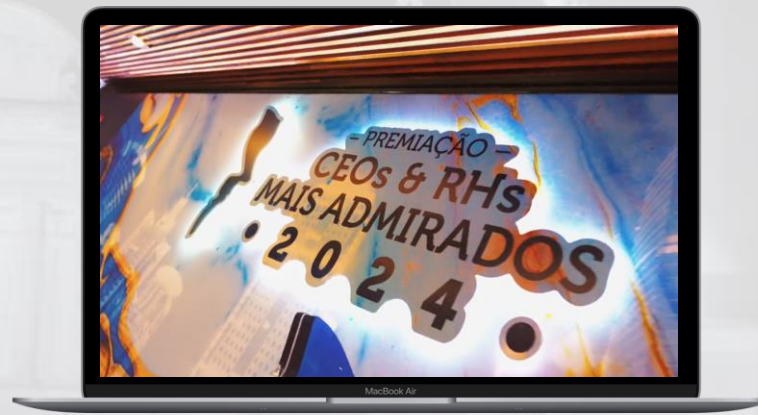 – PREMIAÇÃO –
CEOs & RHs
MAIS ADMIRADOS
• 2024 •
MacBook Air